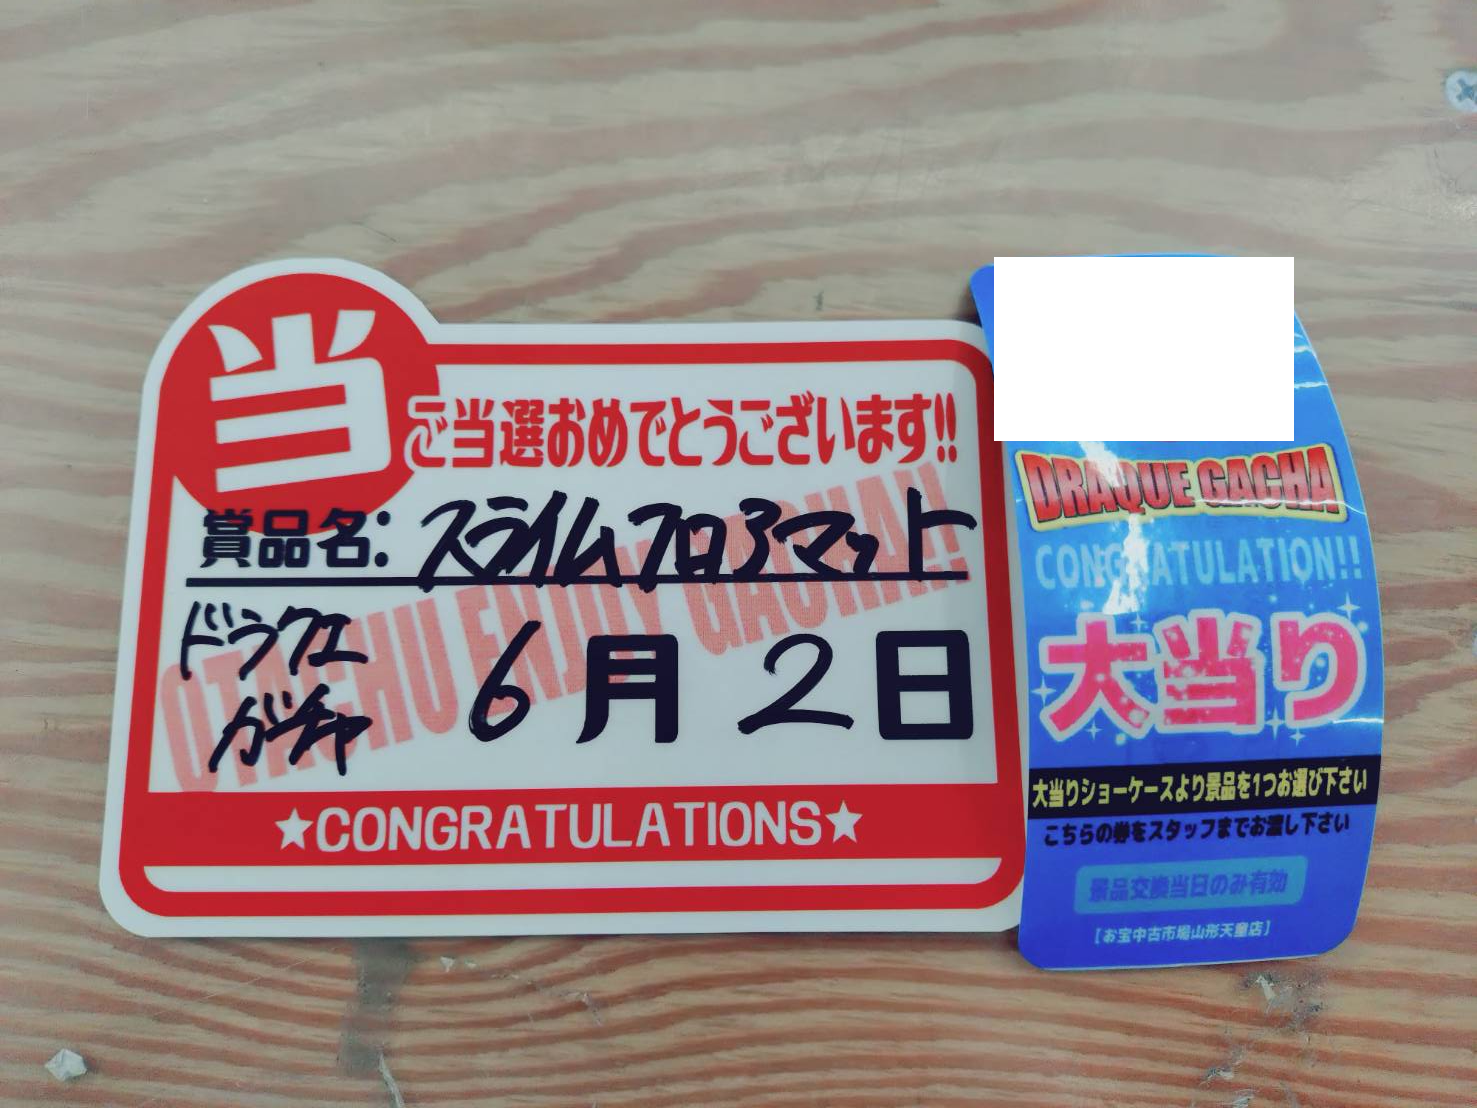 当
ご当選おめでとうございます!!
賞品名: スライムフロアマット
ドラクエ
ガチャ
6月2日
OTACHU ENJOY GACHA!!
★CONGRATULATIONS★
DRAQUE GACHA
CONGRATULATION!!
大当り
大当りショーケースより景品を1つお選び下さい
こちらの券をスタッフまでお渡し下さい
景品交換当日のみ有効
[お宝中古市場山形天童店]